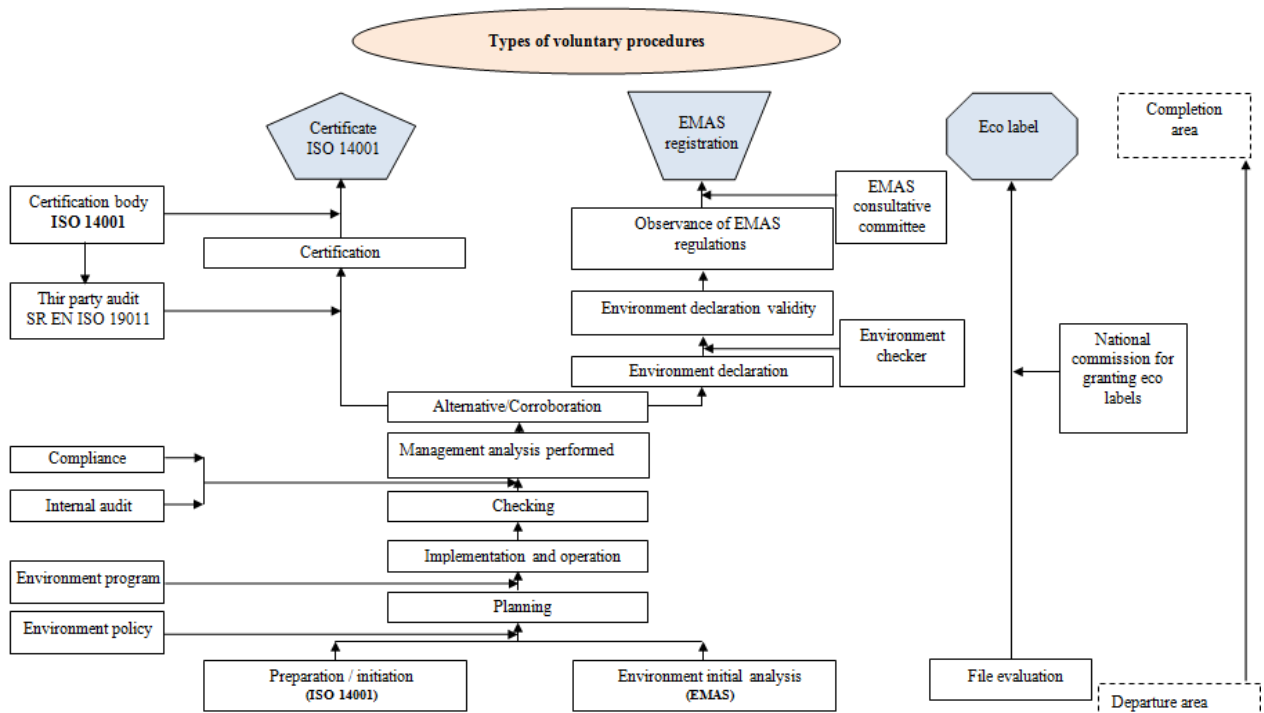 Types of voluntary procedures
Certificate
ISO 14001
EMAS
registration
Eco label
Completion
area
Certification body
ISO 14001
EMAS
consultative
committee
Observance of EMAS
regulations
Certification
Thir party audit
SR EN ISO 19011
Environment declaration validity
Environment
checker
National
commission for
granting eco
labels
Environment declaration
Alternative/Corroboration
Management analysis performed
Compliance
Internal audit
Checking
Implementation and operation
Environment program
Planning
Environment policy
Preparation / initiation
(ISO 14001)
Environment initial analysis
(EMAS)
File evaluation
Departure area